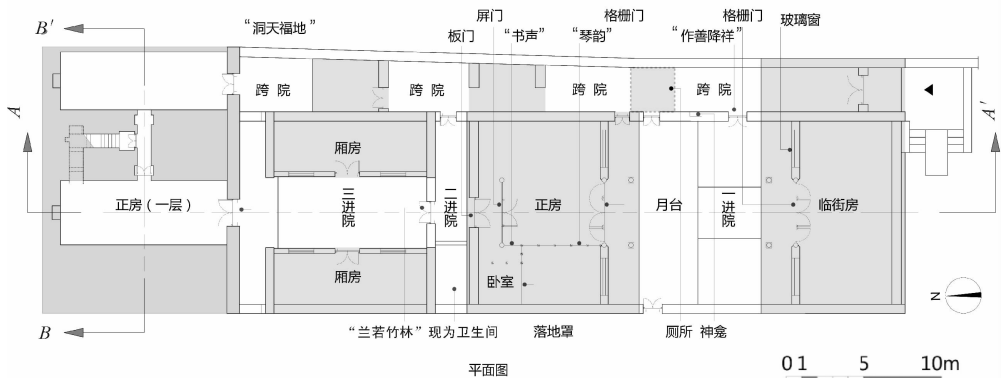 B'
“洞天福地”
板门
屏门
“书声”
“琴韵”
格栅门
“作善降祥”
格栅门
玻璃窗
跨院
跨院
跨院
跨院
A
A'
厢房
正房（一层）
三进院
二进院
正房
月台
一进院
临街房
厢房
卧室
N
B
“兰若竹林”现为卫生间
落地罩
厕所 神龛
平面图
0 1 5 10m